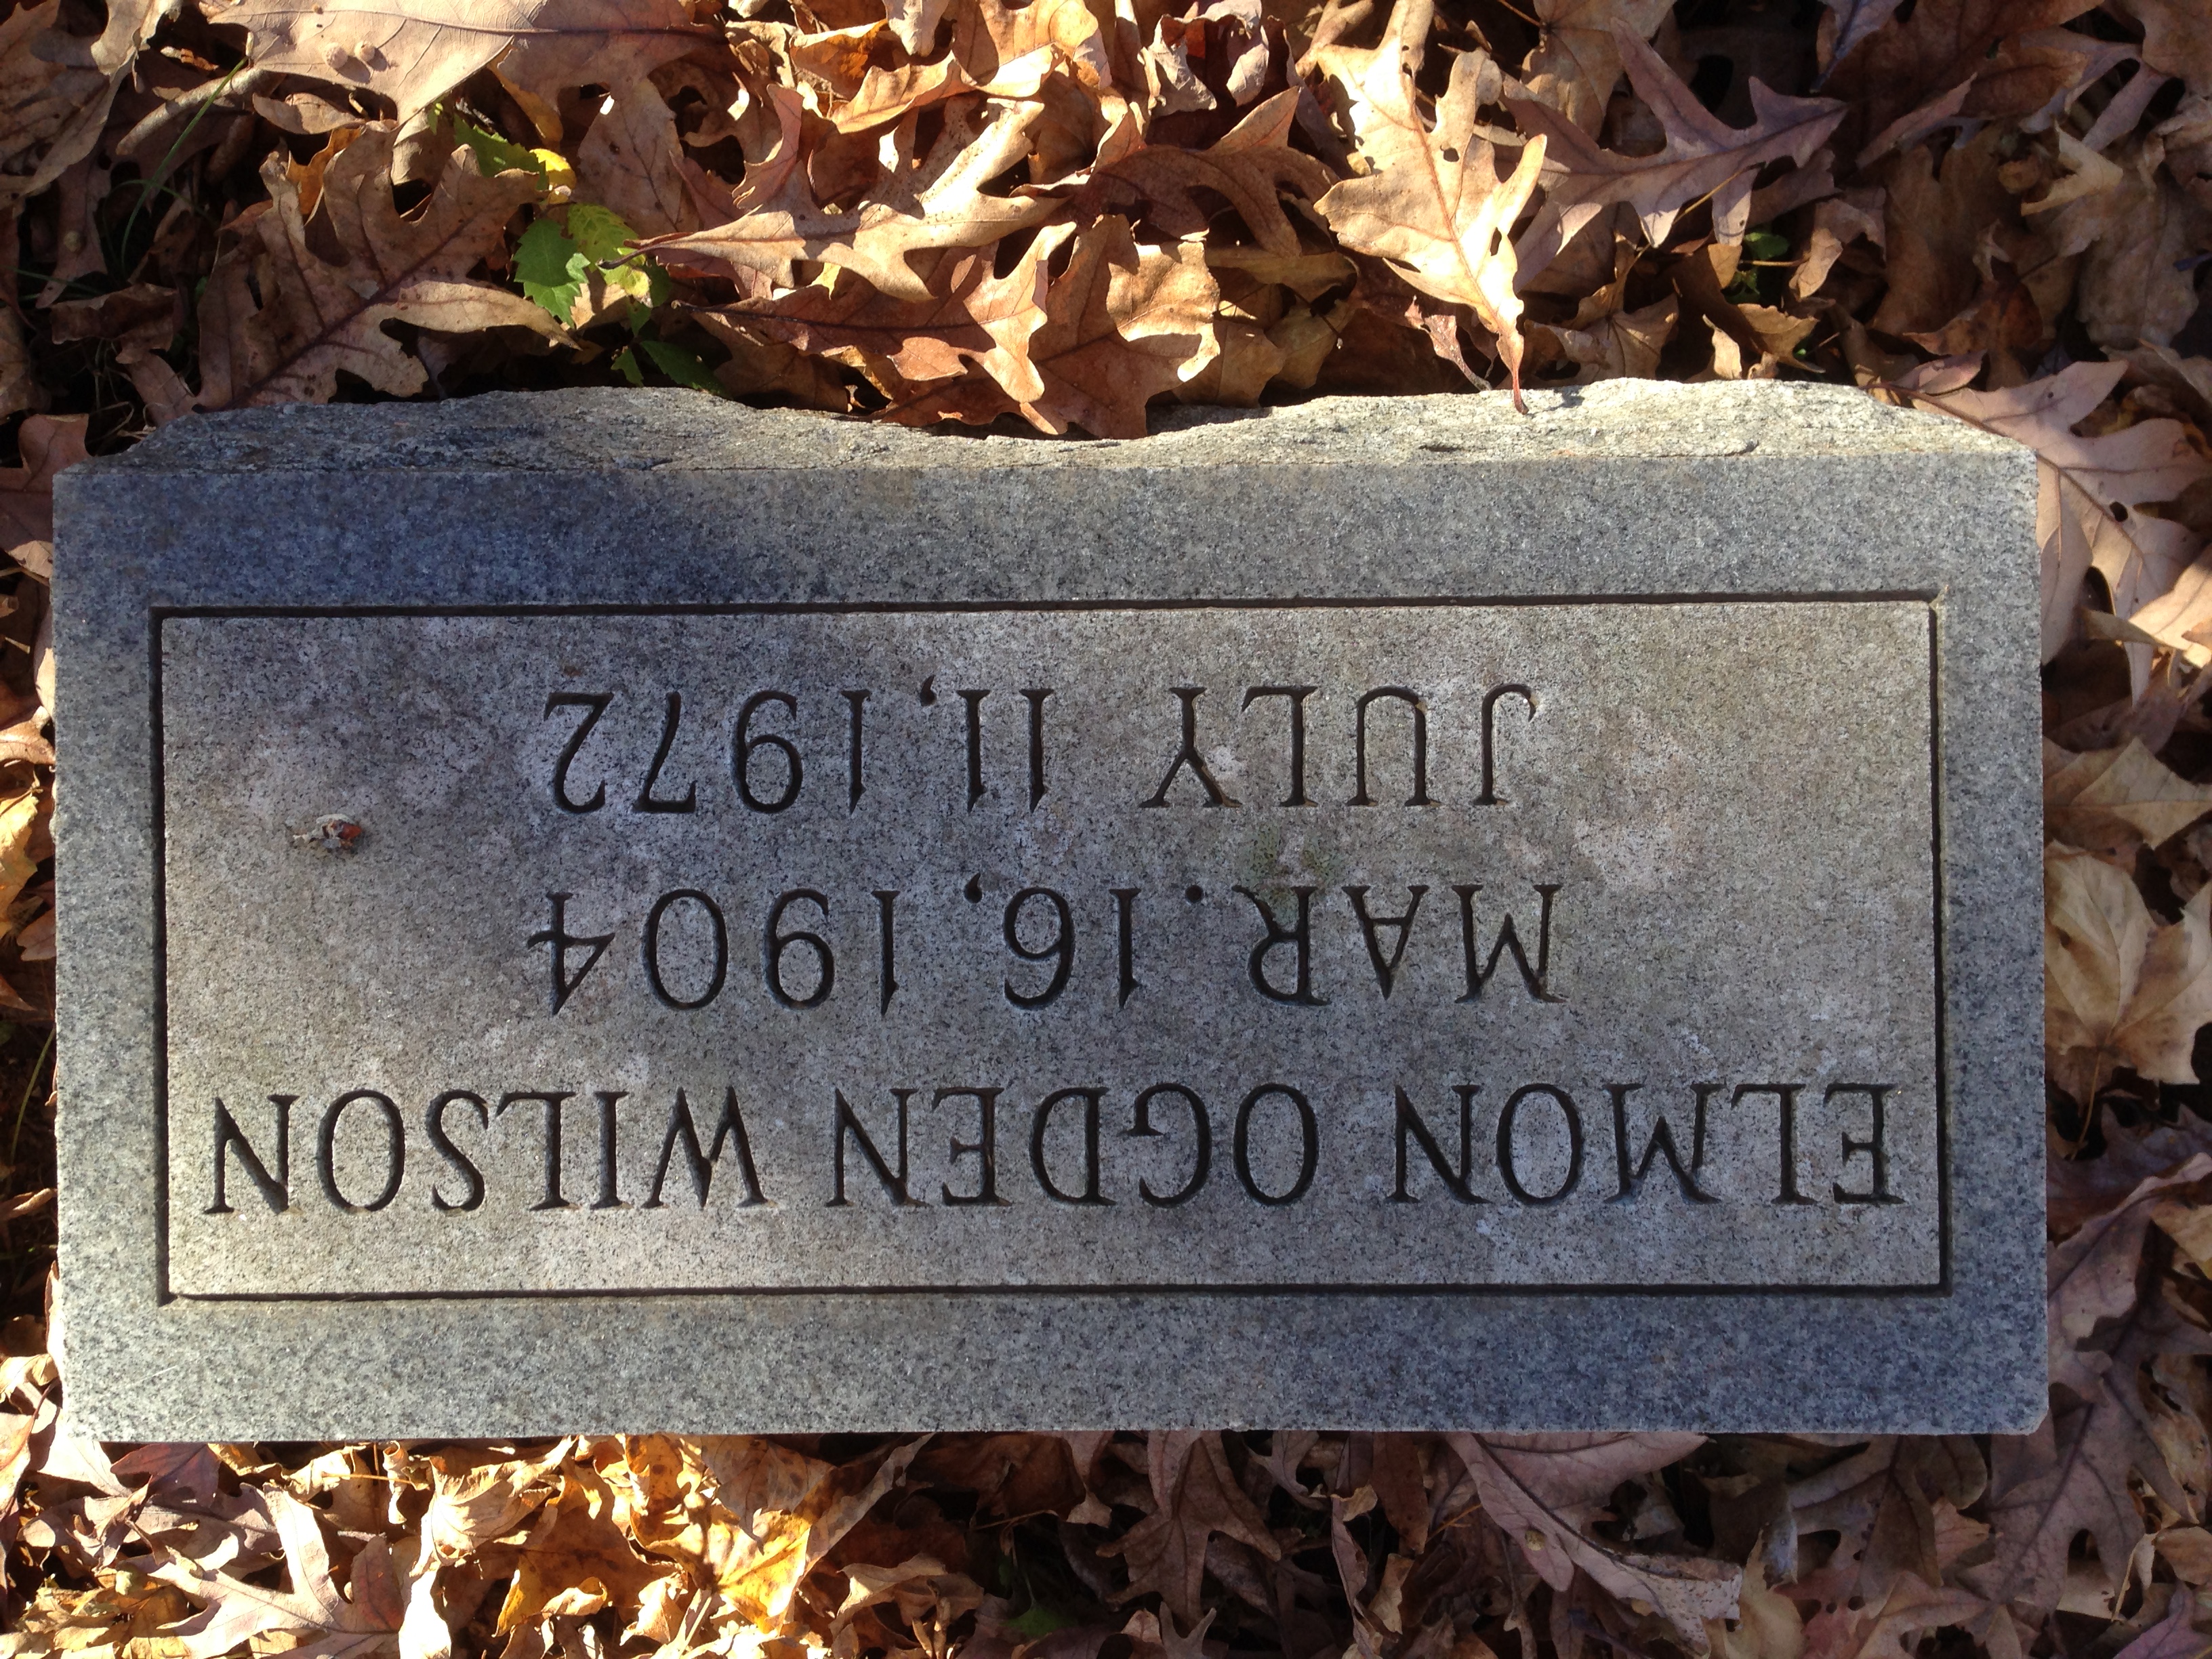 ELMON OGDEN WILSON
MAR. 16, 1904
JULY 11, 1972